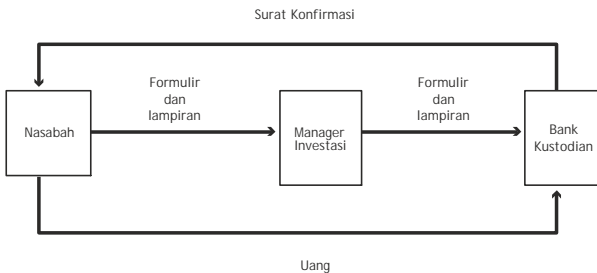 Surat Konfirmasi
Formulir
dan
lampiran
Formulir
dan
lampiran
Nasabah
Manager
Investasi
Bank
Kustodian
Uang